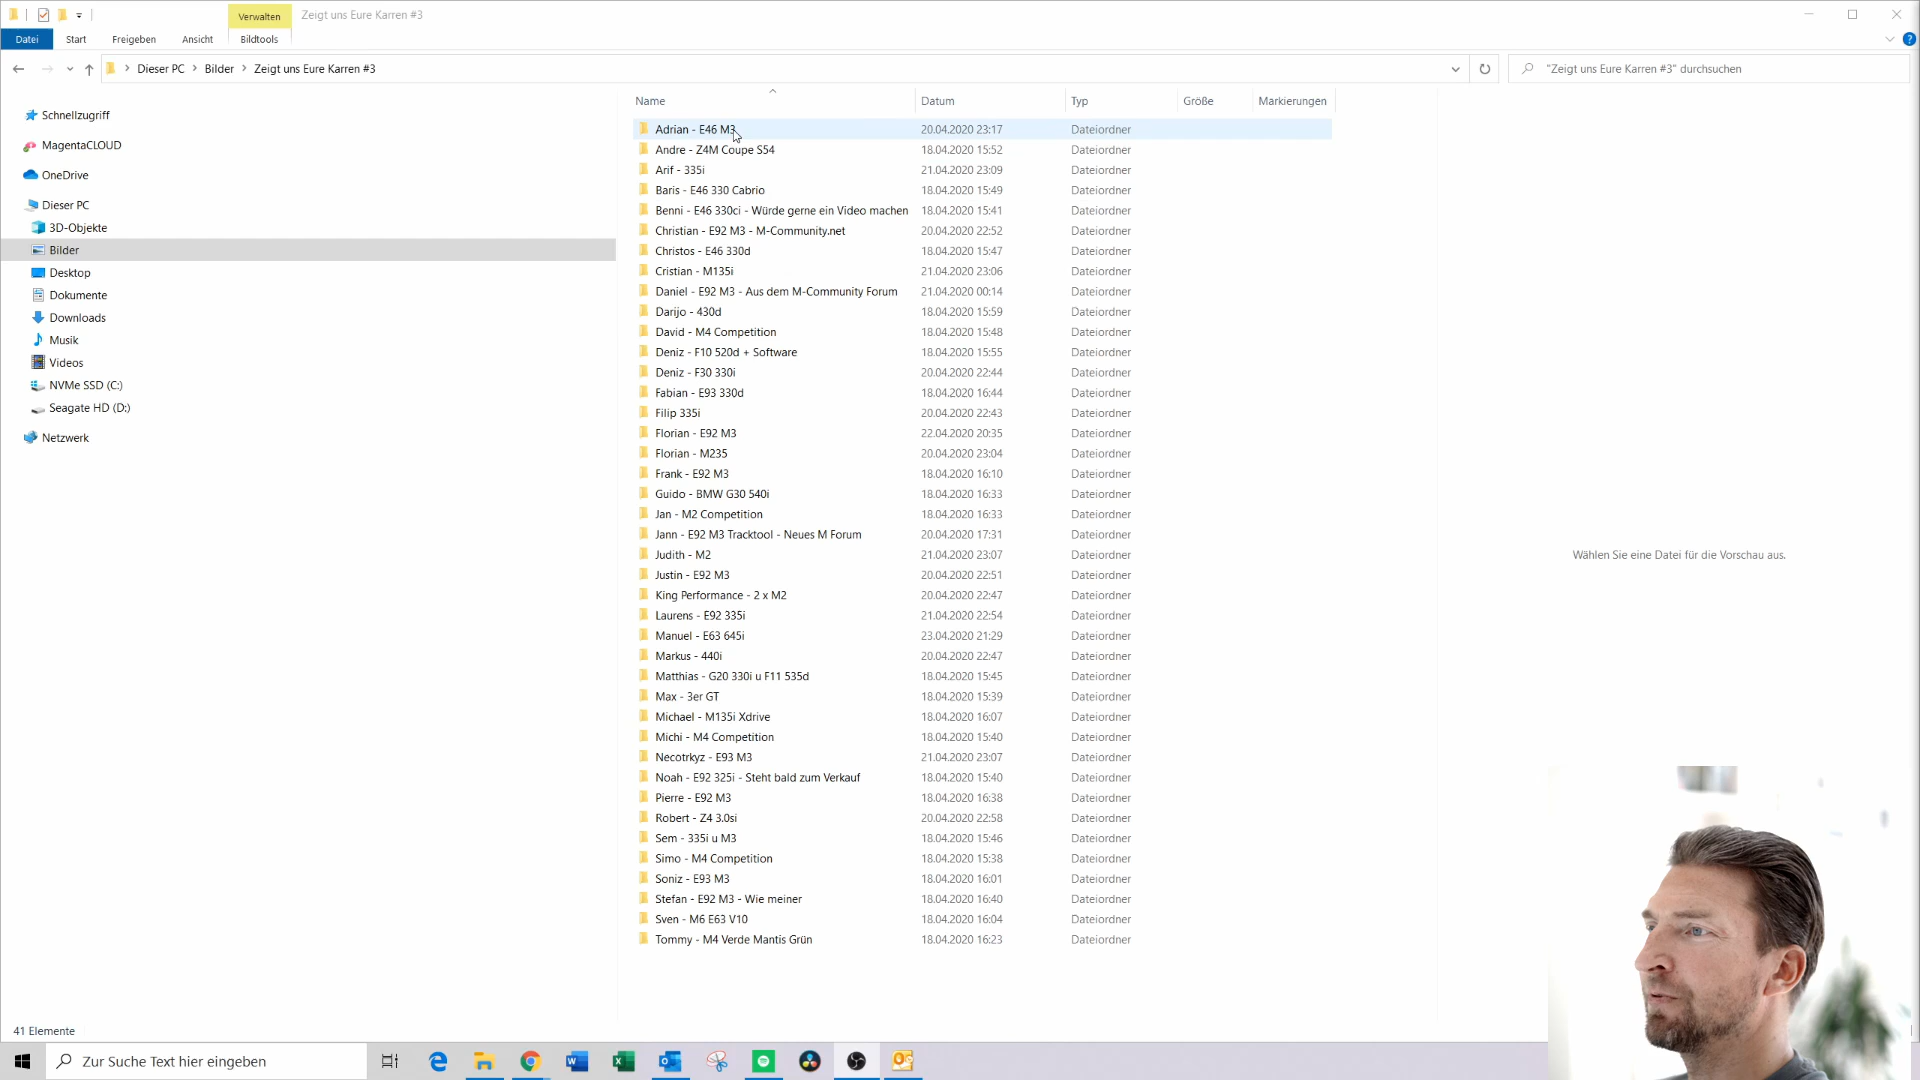 Verwalten
Zeigt uns Eure Karren #3
Datei
Start
Freigeben
Ansicht
Bildtools
Dieser PC
Bilder
Zeigt uns Eure Karren #3
"Zeigt uns Eure Karren #3" durchsuchen
Schnellzugriff
MagentaCLOUD
OneDrive
Dieser PC
3D-Objekte
Bilder
Desktop
Dokumente
Downloads
Musik
Videos
NVMe SSD (C:)
Seagate HD (D:)
Netzwerk
Name Datum Typ Größe Markierungen
Adrian - E46 M3 20.04.2020 23:17 Dateiordner
Andre - Z4M Coupe S54 18.04.2020 15:52 Dateiordner
Arif - 335i 21.04.2020 23:09 Dateiordner
Baris - E46 330 Cabrio 18.04.2020 15:49 Dateiordner
Benni - E46 330ci - Würde gerne ein Video machen 18.04.2020 15:41 Dateiordner
Christian - E92 M3 - M-Community.net 20.04.2020 22:52 Dateiordner
Christos - E46 330d 18.04.2020 15:47 Dateiordner
Cristian - M135i 21.04.2020 23:06 Dateiordner
Daniel - E92 M3 - Aus dem M-Community Forum 21.04.2020 00:14 Dateiordner
Darijo - 430d 18.04.2020 15:59 Dateiordner
David - M4 Competition 18.04.2020 15:48 Dateiordner
Deniz - F10 520d + Software 18.04.2020 15:55 Dateiordner
Deniz - F30 330i 20.04.2020 22:44 Dateiordner
Fabian - E93 330d 18.04.2020 16:44 Dateiordner
Filip 335i 20.04.2020 22:43 Dateiordner
Florian - E92 M3 22.04.2020 20:35 Dateiordner
Florian - M235 20.04.2020 23:04 Dateiordner
Frank - E92 M3 18.04.2020 16:10 Dateiordner
Guido - BMW G30 540i 18.04.2020 16:33 Dateiordner
Jan - M2 Competition 18.04.2020 16:33 Dateiordner
Jann - E92 M3 Tracktool - Neues M Forum 20.04.2020 17:31 Dateiordner
Judith - M2 21.04.2020 23:07 Dateiordner
Justin - E92 M3 20.04.2020 22:51 Dateiordner
King Performance - 2 x M2 20.04.2020 22:47 Dateiordner
Laurens - E92 335i 21.04.2020 22:54 Dateiordner
Manuel - E63 645i 23.04.2020 21:29 Dateiordner
Markus - 440i 20.04.2020 22:47 Dateiordner
Matthias - G20 330i u F11 535d 18.04.2020 15:45 Dateiordner
Max - 3er GT 18.04.2020 15:39 Dateiordner
Michael - M135i Xdrive 18.04.2020 16:07 Dateiordner
Michi - M4 Competition 18.04.2020 15:40 Dateiordner
Necotrkyz - E93 M3 21.04.2020 23:07 Dateiordner
Noah - E92 325i - Steht bald zum Verkauf 18.04.2020 15:40 Dateiordner
Pierre - E92 M3 18.04.2020 16:38 Dateiordner
Robert - Z4 3.0si 20.04.2020 22:58 Dateiordner
Sem - 335i u M3 18.04.2020 15:46 Dateiordner
Simo - M4 Competition 18.04.2020 15:38 Dateiordner
Soniz - E93 M3 18.04.2020 16:01 Dateiordner
Stefan - E92 M3 - Wie meiner 18.04.2020 16:40 Dateiordner
Sven - M6 E63 V10 18.04.2020 16:04 Dateiordner
Tommy - M4 Verde Mantis Grün 18.04.2020 16:23 Dateiordner
Wählen Sie eine Datei für die Vorschau aus.
41 Elemente
Zur Suche Text hier eingeben